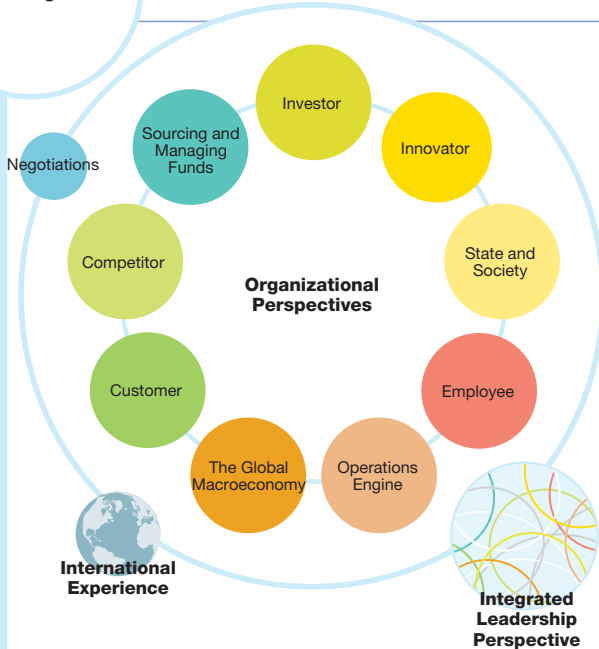 Investor
Sourcing and
Managing
Funds
Innovator
Negotiations
Competitor
State and
Society
Organizational
Perspectives
Customer
Employee
The Global
Macroeconomy
Operations
Engine
International
Experience
Integrated
Leadership
Perspective